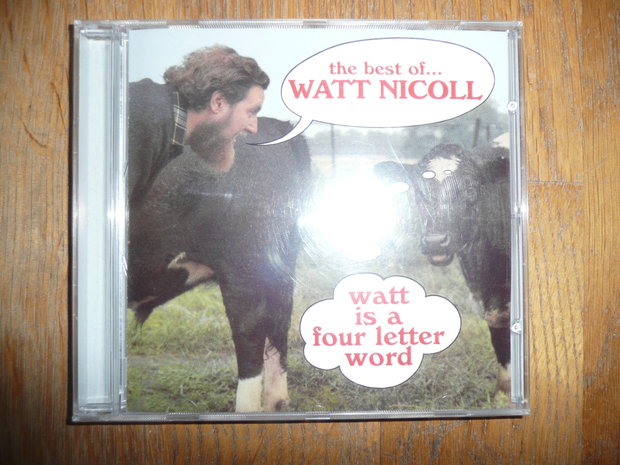 the best of...
WATT NICOLL
watt
is a
four letter
word